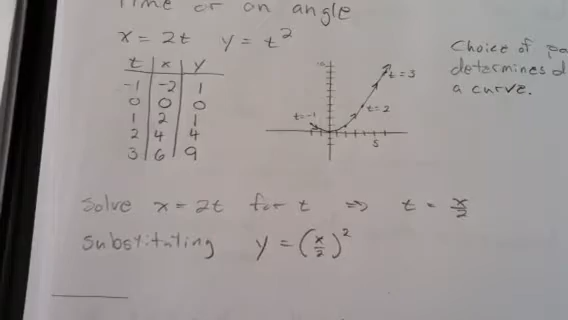 Time or an angle
x = 2t y = t²
t x y
-1 -2 1
0 0 0
1 2 1
2 4 4
3 6 9
10
t=3
t=2
t=-1
5
Choice of
determines
a curve.
Solve x = 2t for t ⇒ t = x/2
Substituting y = (x/2)²